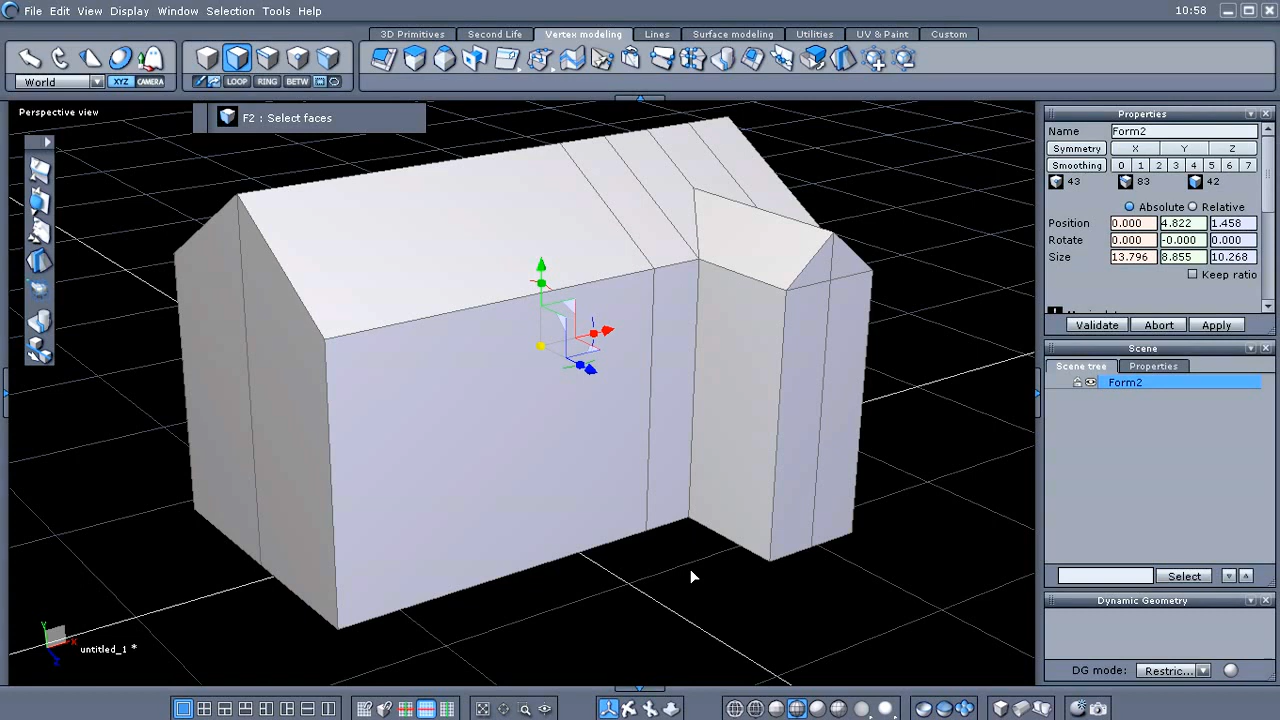 File Edit View Display Window Selection Tools Help 10:58
3D Primitives Second Life Vertex modeling Lines Surface modeling Utilities UV & Paint Custom
World XYZ CAMERA LOOP RING BETW
Perspective view
F2 : Select faces
Properties
Name Form2
Symmetry X Y Z
Smoothing 0 1 2 3 4 5 6 7
43 83 42
Absolute Relative
Position 0.000 4.822 1.458
Rotate 0.000 -0.000 0.000
Size 13.796 8.855 10.268
Keep ratio
Validate Abort Apply
Scene
Scene tree Properties
Form2
Select
Dynamic Geometry
DG mode: Restric...
Y
X
Z
untitled_1 *